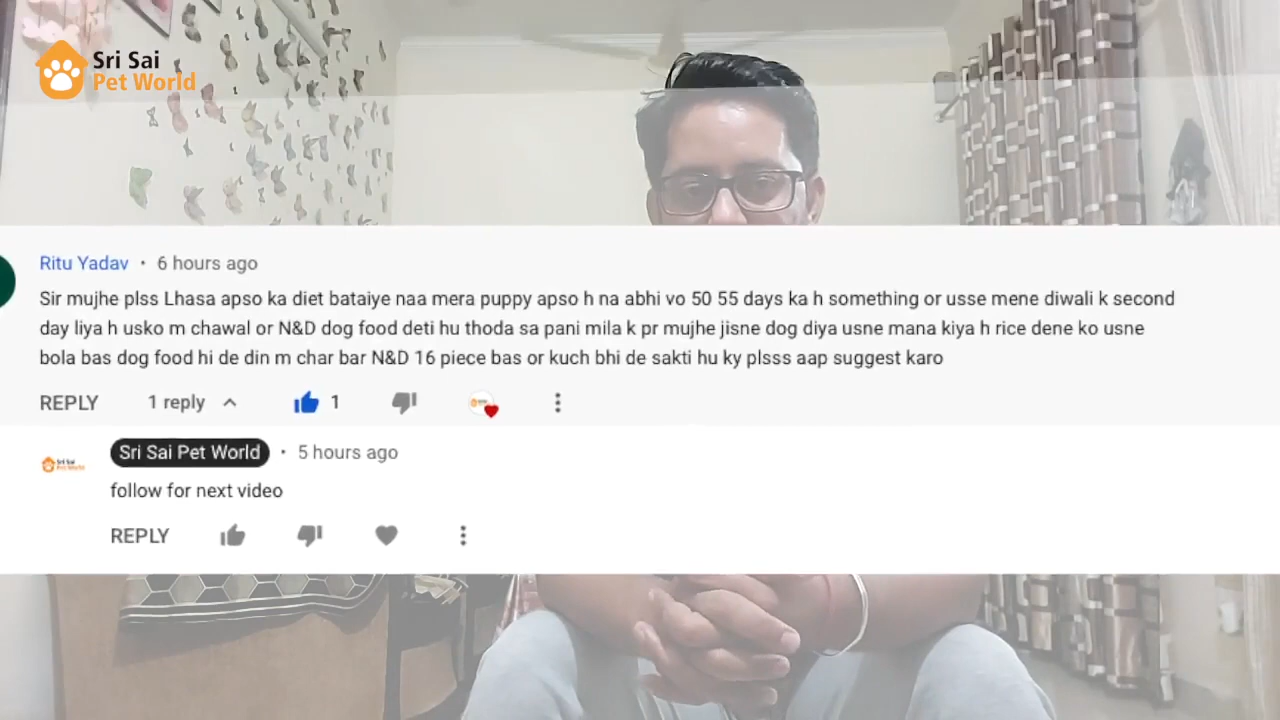 Sri Sai
Pet World
Ritu Yadav • 6 hours ago
Sir mujhe plss Lhasa apso ka diet bataiye naa mera puppy apso h na abhi vo 50 55 days ka h something or usse mene diwali k second
day liya h usko m chawal or N&D dog food deti hu thoda sa pani mila k pr mujhe jisne dog diya usne mana kiya h rice dene ko usne
bola bas dog food hi de din m char bar N&D 16 piece bas or kuch bhi de sakti hu ky plsss aap suggest karo
REPLY 1 reply 1
Sri Sai Pet World • 5 hours ago
follow for next video
REPLY